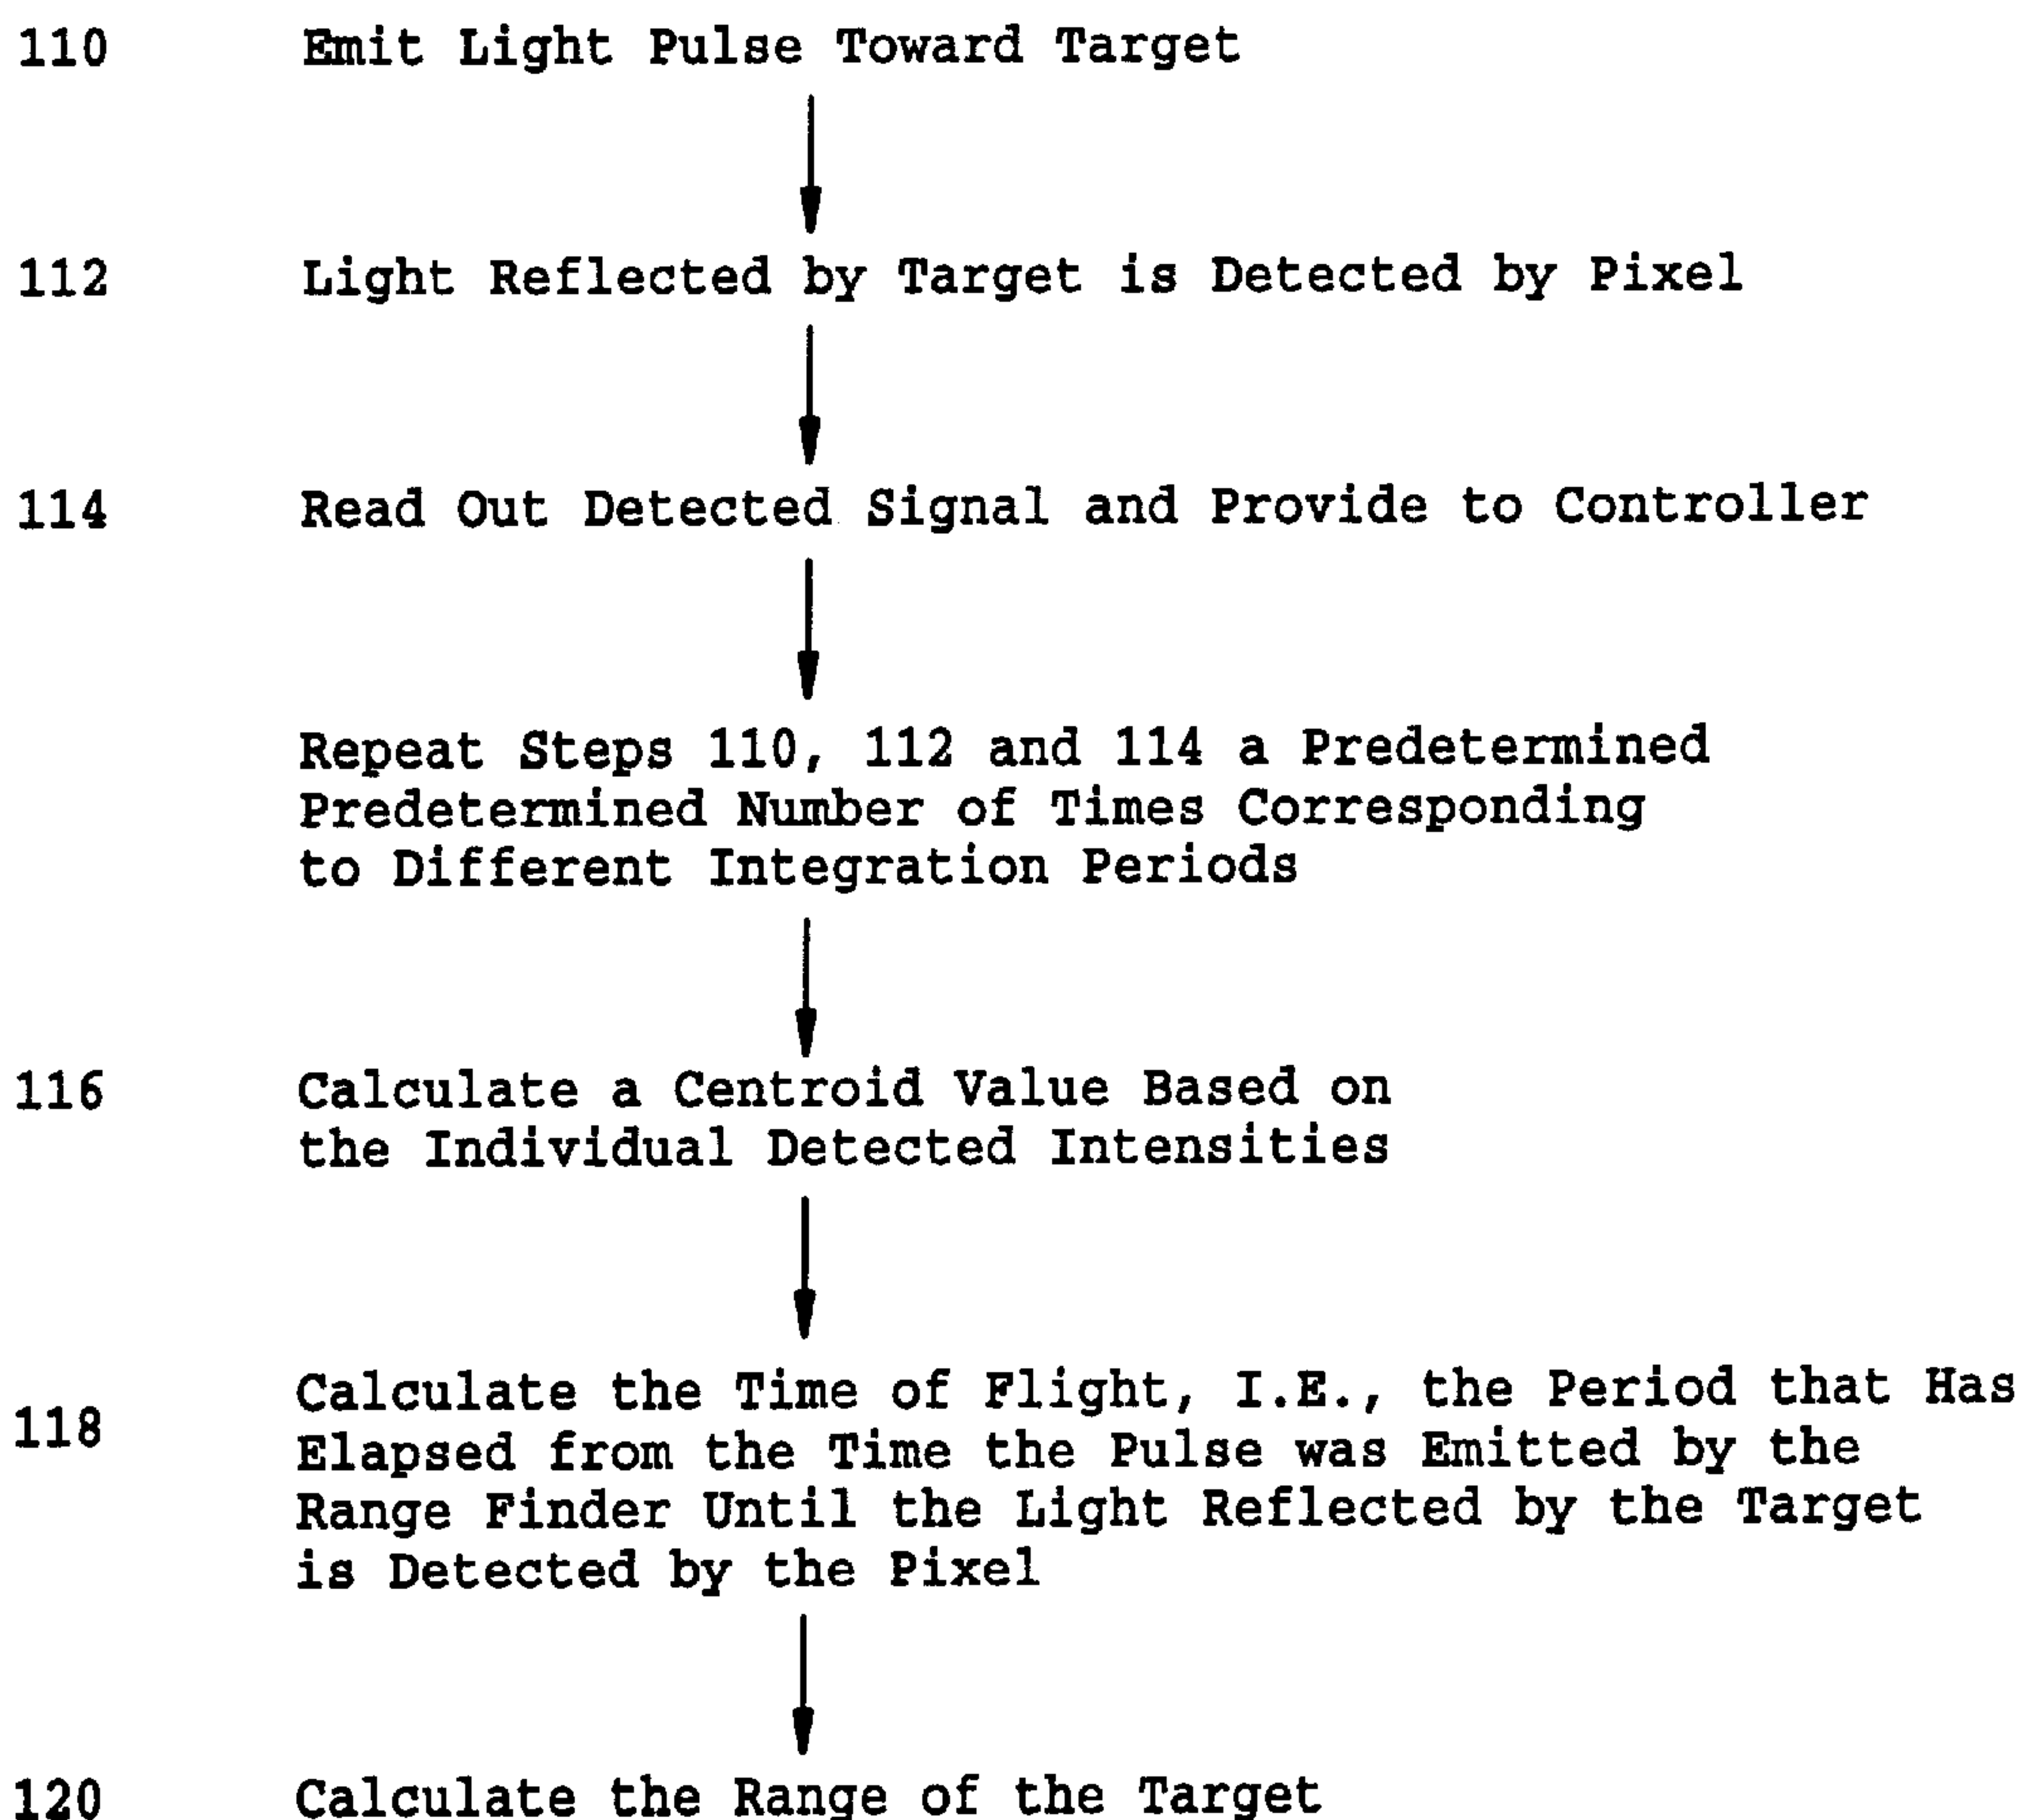 110 Emit Light Pulse Toward Target
112 Light Reflected by Target is Detected by Pixel
114 Read Out Detected Signal and Provide to Controller
Repeat Steps 110, 112 and 114 a Predetermined
Predetermined Number of Times Corresponding
to Different Integration Periods
116 Calculate a Centroid Value Based on
the Individual Detected Intensities
118 Calculate the Time of Flight, I.E., the Period that Has
Elapsed from the Time the Pulse was Emitted by the
Range Finder Until the Light Reflected by the Target
is Detected by the Pixel
120 Calculate the Range of the Target